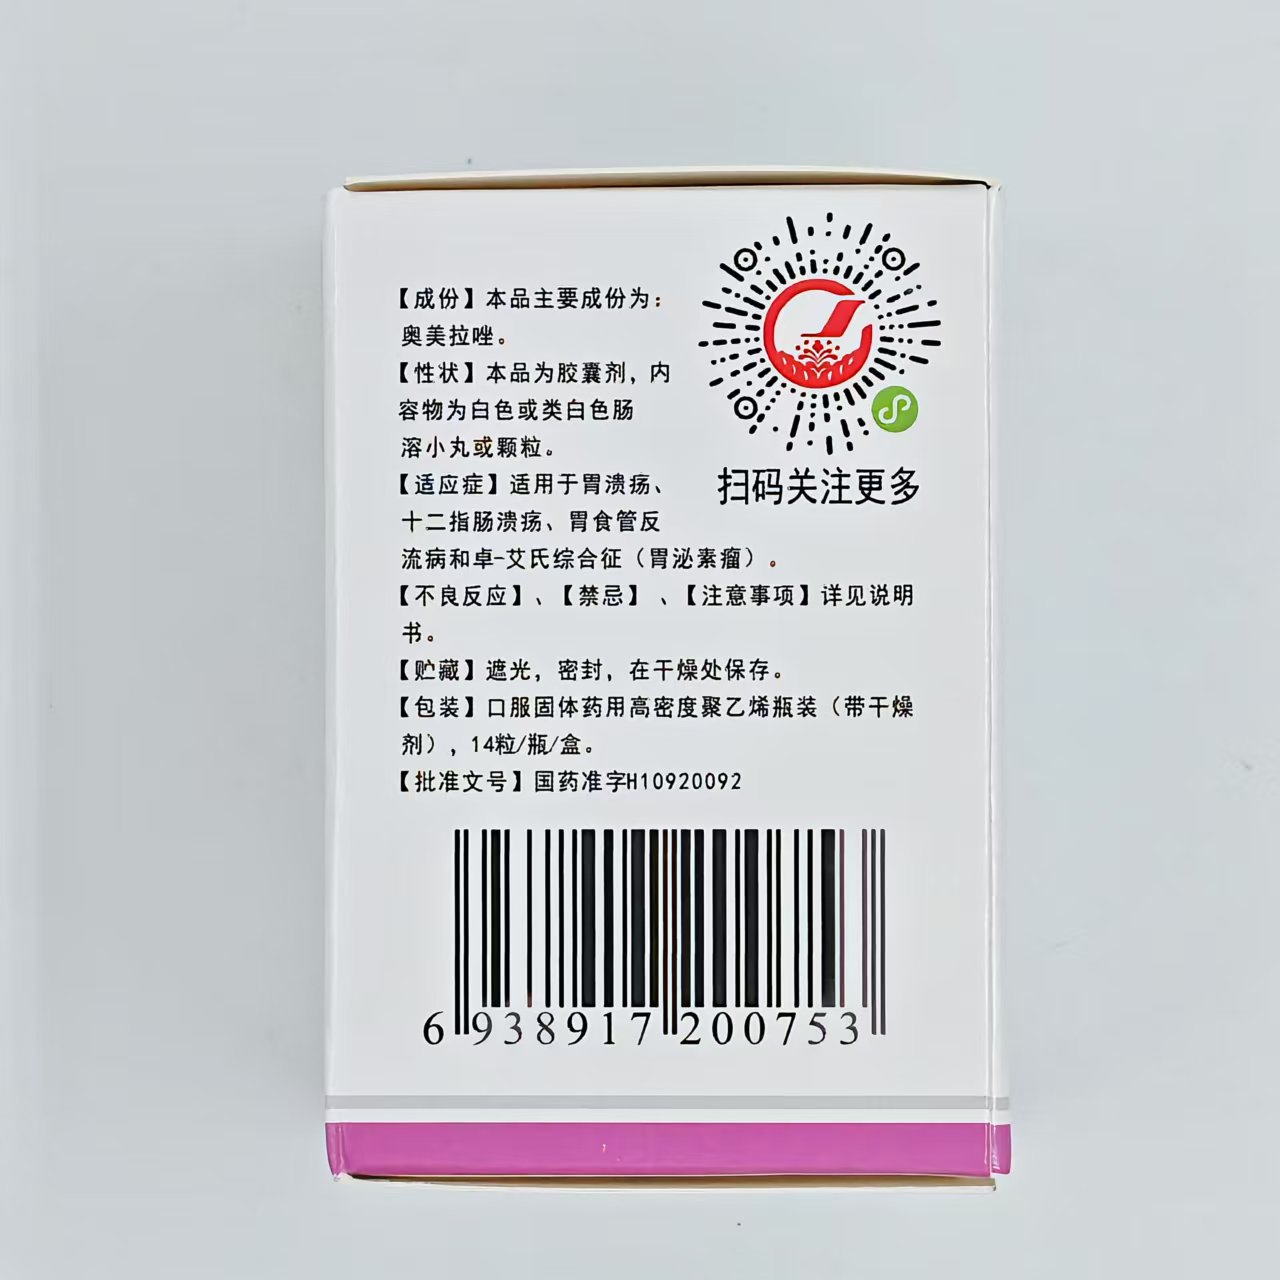 【成份】本品主要成份为：
奥美拉唑。
【性状】本品为胶囊剂，内
容物为白色或类白色肠
溶小丸或颗粒。
【适应症】适用于胃溃疡、
十二指肠溃疡、胃食管反
流病和卓-艾氏综合征（胃泌素瘤）。
【不良反应】、【禁忌】、【注意事项】详见说明
书。
【贮藏】遮光，密封，在干燥处保存。
【包装】口服固体药用高密度聚乙烯瓶装（带干燥
剂），14粒/瓶/盒。
【批准文号】国药准字H10920092
扫码关注更多
6 938917 200753